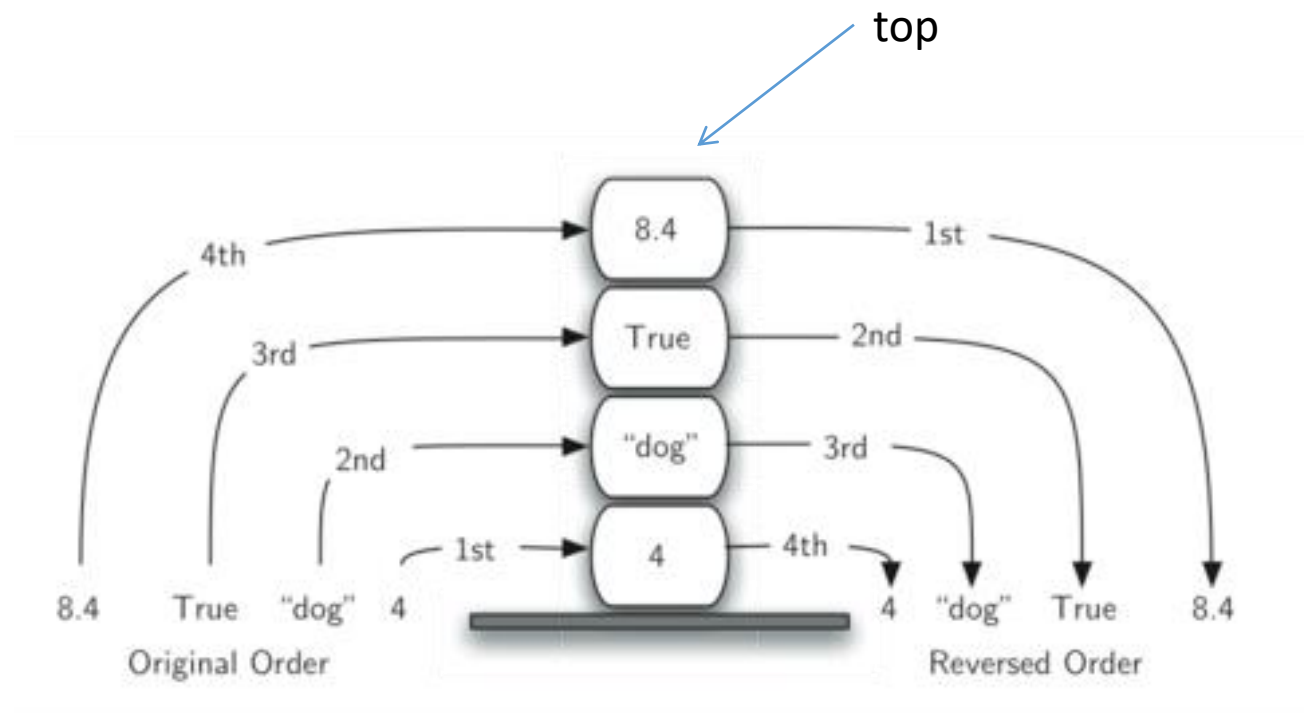 top
8.4
4th
1st
True
3rd
2nd
“dog”
2nd
3rd
4
1st
4th
8.4 True “dog” 4
4 “dog” True 8.4
Original Order
Reversed Order